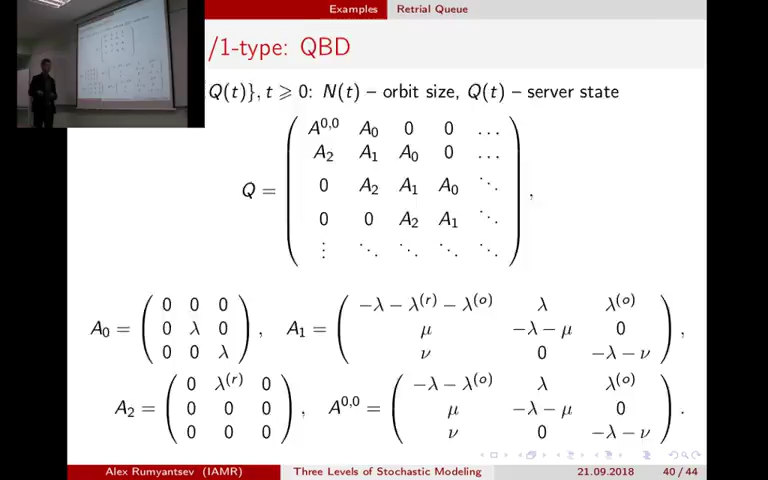 Examples Retrial Queue
/1-type: QBD
Q(t)}, t ⩾ 0: N(t) – orbit size, Q(t) – server state
Q = ( A^{0,0} A_0 0 0 …
A_2 A_1 A_0 0 …
0 A_2 A_1 A_0 ⋱
0 0 A_2 A_1 ⋱
⋮ ⋱ ⋱ ⋱ ⋱ ) ,
A_0 = ( 0 0 0
0 λ 0
0 0 λ ) ,
A_1 = ( −λ − λ^{(r)} − λ^{(o)} λ λ^{(o)}
μ −λ − μ 0
ν 0 −λ − ν ) ,
A_2 = ( 0 λ^{(r)} 0
0 0 0
0 0 0 ) ,
A^{0,0} = ( −λ − λ^{(o)} λ λ^{(o)}
μ −λ − μ 0
ν 0 −λ − ν ) .
Alex Rumyantsev (IAMR) Three Levels of Stochastic Modeling 21.09.2018 40 / 44